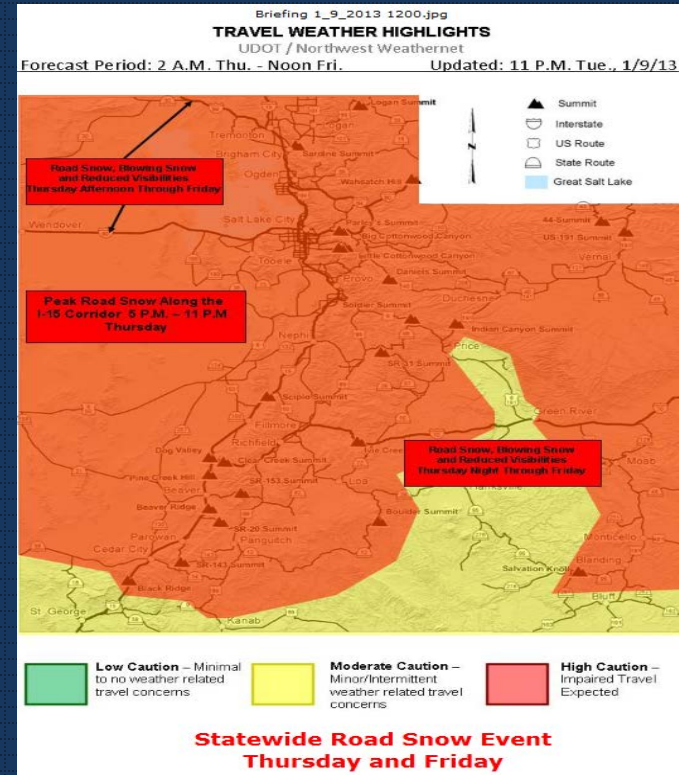 Briefing 1_9_2013 1200.jpg
TRAVEL WEATHER HIGHLIGHTS
UDOT / Northwest Weathernet
Forecast Period: 2 A.M. Thu. - Noon Fri.
Updated: 11 P.M. Tue., 1/9/13
Summit
Interstate
US Route
State Route
Great Salt Lake
N
Logan Summit
Tremonton
Brigham City
Sardine Summit
Ogden
Wahsatch Hill
Road Snow, Blowing Snow
and Reduced Visibilities
Thursday Afternoon Through Friday
Wendover
Salt Lake City
Parley's Summit
Big Cottonwood Canyon
Little Cottonwood Canyon
44-Summit
US-191 Summit
Vernal
Tooele
Provo
Daniels Summit
Duchesne
Peak Road Snow Along the
I-15 Corridor 5 P.M. – 11 P.M
Thursday
Soldier Summit
Indian Canyon Summit
Nephi
Price
SR-31 Summit
Scipio Summit
Green River
Fillmore
Richfield
Road Snow, Blowing Snow
and Reduced Visibilities
Thursday Night Through Friday
Dog Valley
Clear Creek Summit
Moab
Pine Creek Hill
SR-153 Summit
Loa
Hanksville
Beaver
Beaver Ridge
Boulder Summit
SR-20 Summit
Parowan
Panguitch
Monticello
Cedar City
SR-143 Summit
Blanding
Salvation Knoll
Black Ridge
Bluff
St. George
Kanab
Low Caution – Minimal
to no weather related
travel concerns
Moderate Caution –
Minor/Intermittent
weather related travel
concerns
High Caution –
Impaired Travel
Expected
Statewide Road Snow Event
Thursday and Friday